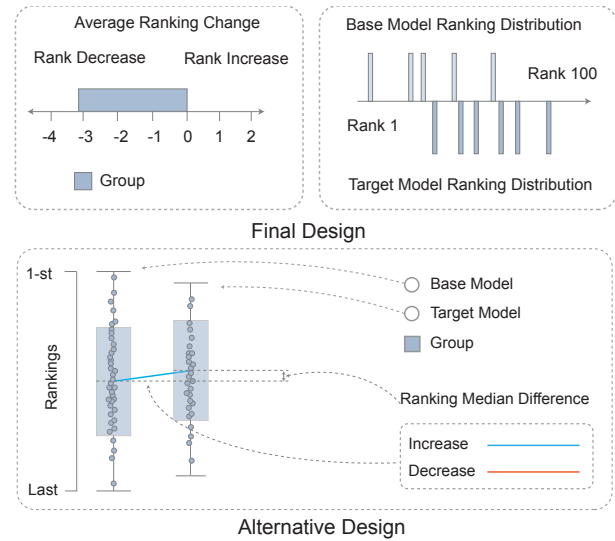 Average Ranking Change
Rank Decrease
Rank Increase
-4 -3 -2 -1 0 1 2
Group
Base Model Ranking Distribution
Rank 100
Rank 1
Target Model Ranking Distribution
Final Design
1-st
Rankings
Last
Base Model
Target Model
Group
Ranking Median Difference
Increase
Decrease
Alternative Design